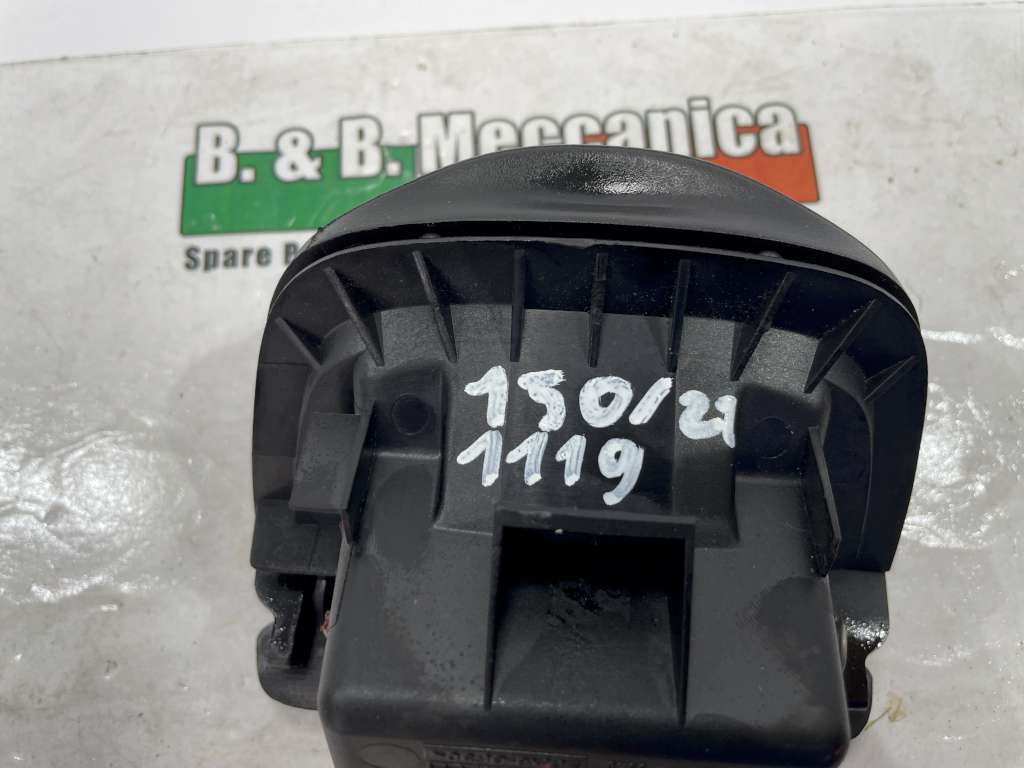 B. & B. Meccanica
Spare
150/21
1119